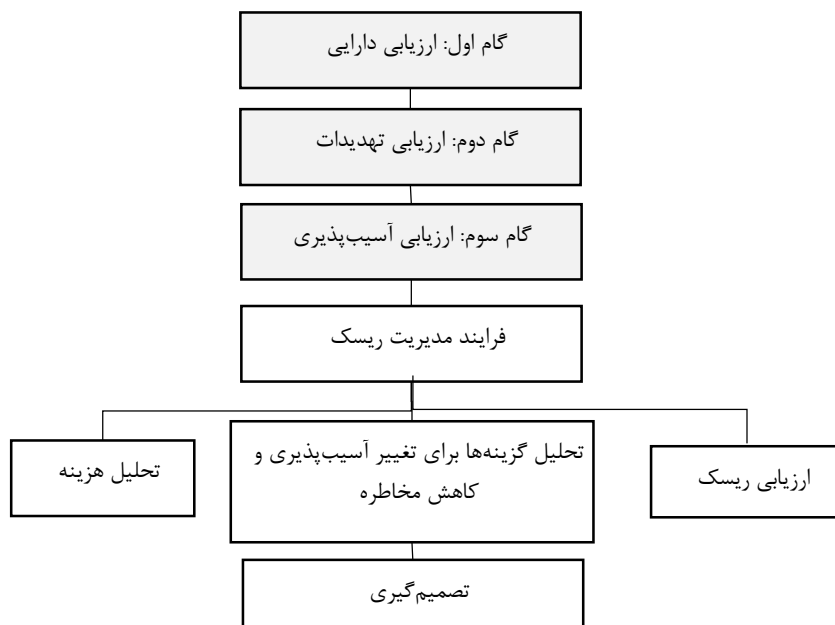 گام اول: ارزیابی دارایی
گام دوم: ارزیابی تهدیدات
گام سوم: ارزیابی آسیب‌پذیری
فرایند مدیریت ریسک
ارزیابی ریسک
تحلیل گزینه‌ها برای تغییر آسیب‌پذیری و
کاهش مخاطره
تحلیل هزینه
تصمیم‌گیری